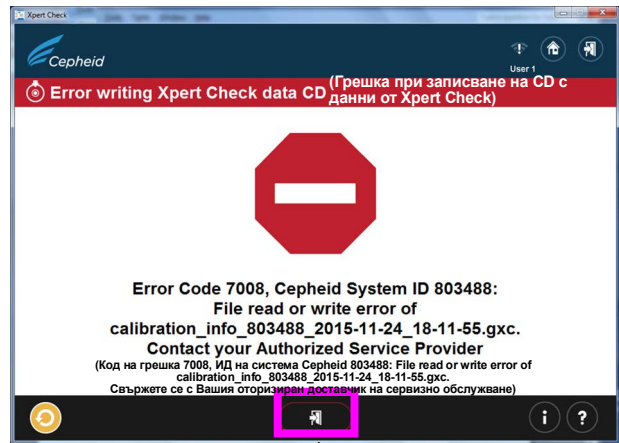 Xpert Check
Cepheid
User 1
Error writing Xpert Check data CD
(Грешка при записване на CD с
данни от Xpert Check)
Error Code 7008, Cepheid System ID 803488:
File read or write error of
calibration_info_803488_2015-11-24_18-11-55.gxc.
Contact your Authorized Service Provider
(Код на грешка 7008, ИД на система Cepheid 803488: File read or write error of
calibration_info_803488_2015-11-24_18-11-55.gxc.
Свържете се с Вашия оторизиран доставчик на сервизно обслужване)
i ?